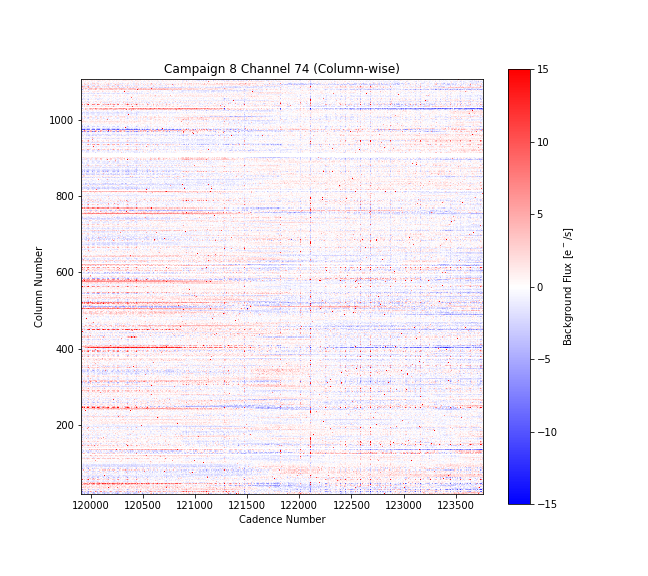 Campaign 8 Channel 74 (Column-wise)
1000
800
600
400
200
Column Number
120000 120500 121000 121500 122000 122500 123000 123500
Cadence Number
15
10
5
0
−5
−10
−15
Background Flux [e⁻/s]